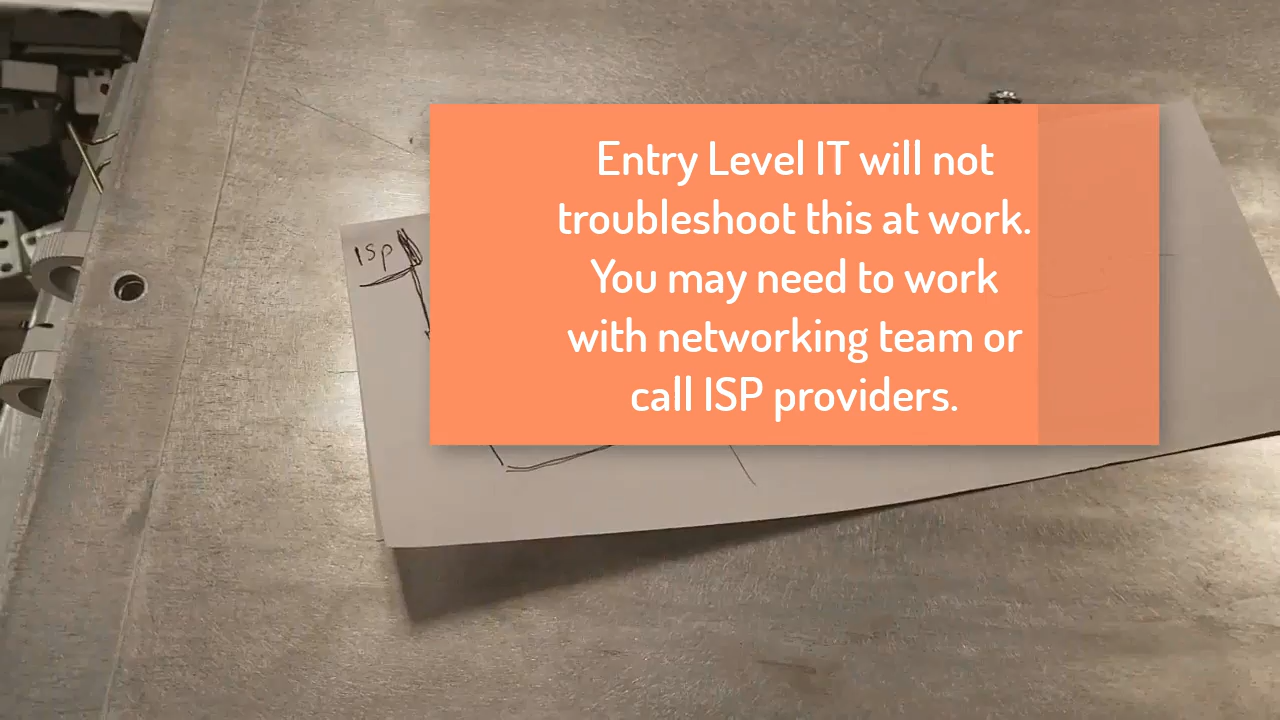 Entry Level IT will not
troubleshoot this at work.
You may need to work
with networking team or
call ISP providers.
ISP